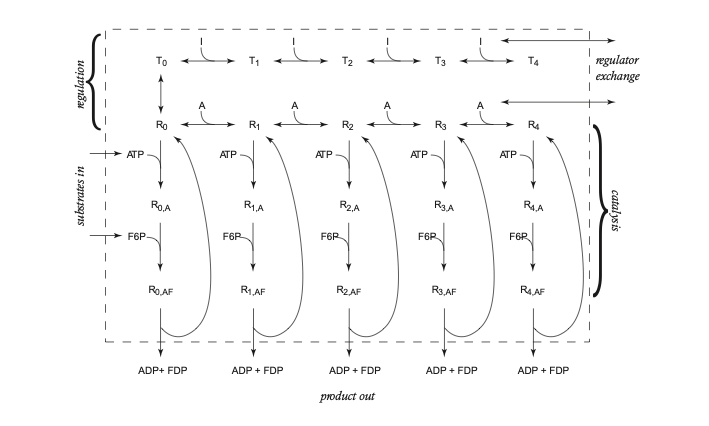 I I I I
T0 T1 T2 T3 T4
regulator
exchange
regulation
A A A A
R0 R1 R2 R3 R4
ATP ATP ATP ATP ATP
substrates in
R0,A R1,A R2,A R3,A R4,A
catalysis
F6P F6P F6P F6P F6P
R0,AF R1,AF R2,AF R3,AF R4,AF
ADP+ FDP ADP + FDP ADP + FDP ADP + FDP ADP + FDP
product out